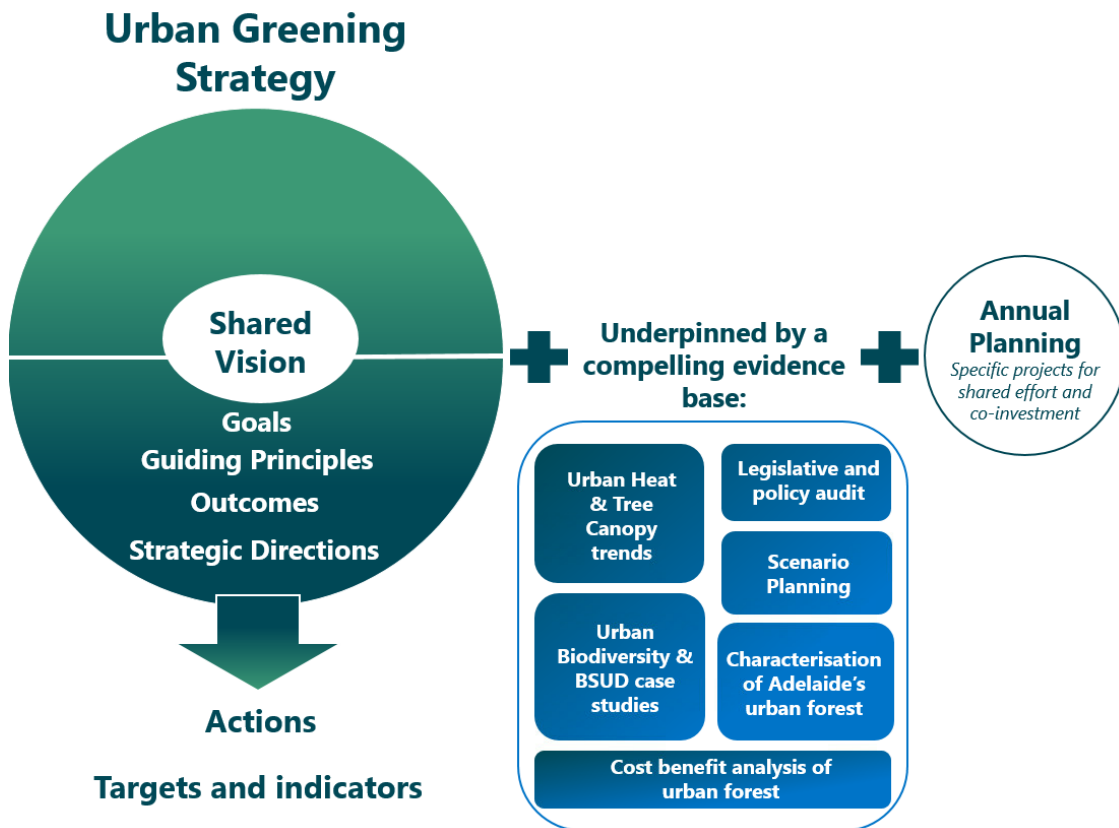 Urban Greening
Strategy
Shared
Vision
Goals
Guiding Principles
Outcomes
Strategic Directions
Actions
Targets and indicators
Underpinned by a
compelling evidence
base:
Urban Heat
& Tree
Canopy
trends
Legislative and
policy audit
Scenario
Planning
Urban
Biodiversity &
BSUD case
studies
Characterisation
of Adelaide's
urban forest
Cost benefit analysis of
urban forest
Annual
Planning
Specific projects for
shared effort and
co-investment